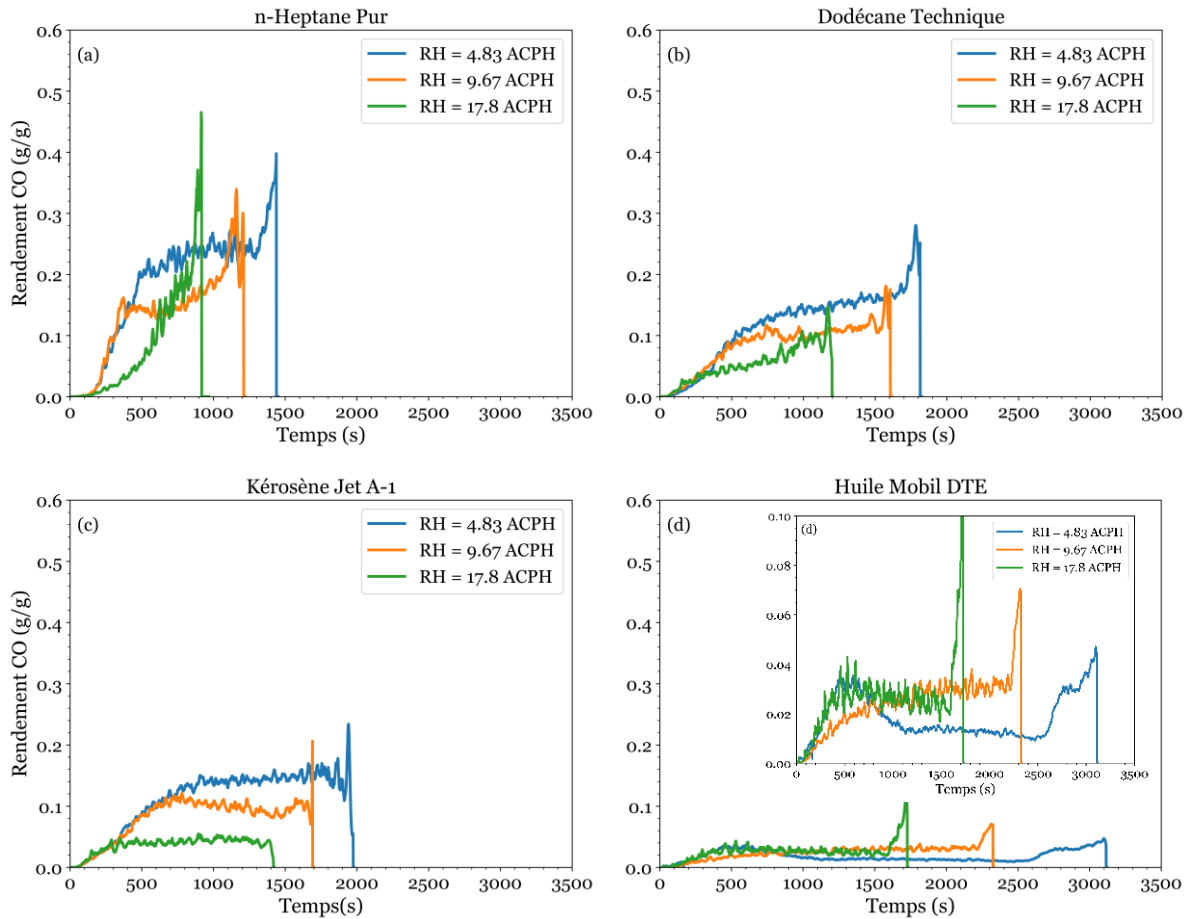 n-Heptane Pur
(a)
RH = 4.83 ACPH
RH = 9.67 ACPH
RH = 17.8 ACPH
Rendement CO (g/g)
0.6
0.5
0.4
0.3
0.2
0.1
0.0
0 500 1000 1500 2000 2500 3000 3500
Temps (s)
Dodécane Technique
(b)
RH = 4.83 ACPH
RH = 9.67 ACPH
RH = 17.8 ACPH
0.6
0.5
0.4
0.3
0.2
0.1
0.0
0 500 1000 1500 2000 2500 3000 3500
Temps (s)
Kérosène Jet A-1
(c)
RH = 4.83 ACPH
RH = 9.67 ACPH
RH = 17.8 ACPH
Rendement CO (g/g)
0.6
0.5
0.4
0.3
0.2
0.1
0.0
0 500 1000 1500 2000 2500 3000 3500
Temps(s)
Huile Mobil DTE
(d)
0.6
0.5
0.4
0.3
0.2
0.1
0.0
0 500 1000 1500 2000 2500 3000 3500
Temps (s)
(d)
RH = 4.83 ACPH
RH = 9.67 ACPH
RH = 17.8 ACPH
0.10
0.08
0.06
0.04
0.02
0.00
0 500 1000 1500 2000 2500 3000 3500
Temps (s)